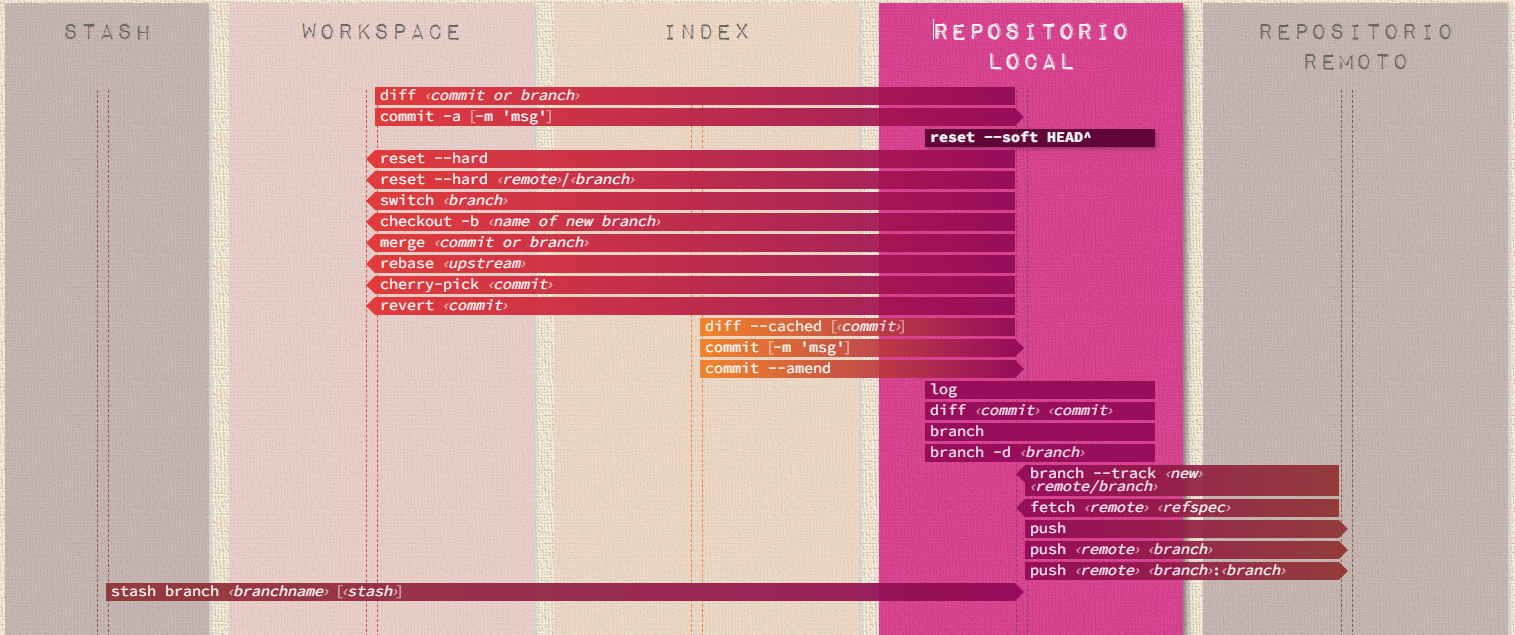 STASH
WORKSPACE
INDEX
REPOSITORIO
LOCAL
REPOSITORIO
REMOTO
diff ‹commit or branch›
commit -a [-m 'msg']
reset --soft HEAD^
reset --hard
reset --hard ‹remote›/‹branch›
switch ‹branch›
checkout -b ‹name of new branch›
merge ‹commit or branch›
rebase ‹upstream›
cherry-pick ‹commit›
revert ‹commit›
diff --cached [‹commit›]
commit [-m 'msg']
commit --amend
log
diff ‹commit› ‹commit›
branch
branch -d ‹branch›
branch --track ‹new›
‹remote/branch›
fetch ‹remote› ‹refspec›
push
push ‹remote› ‹branch›
push ‹remote› ‹branch›:‹branch›
stash branch ‹branchname› [‹stash›]